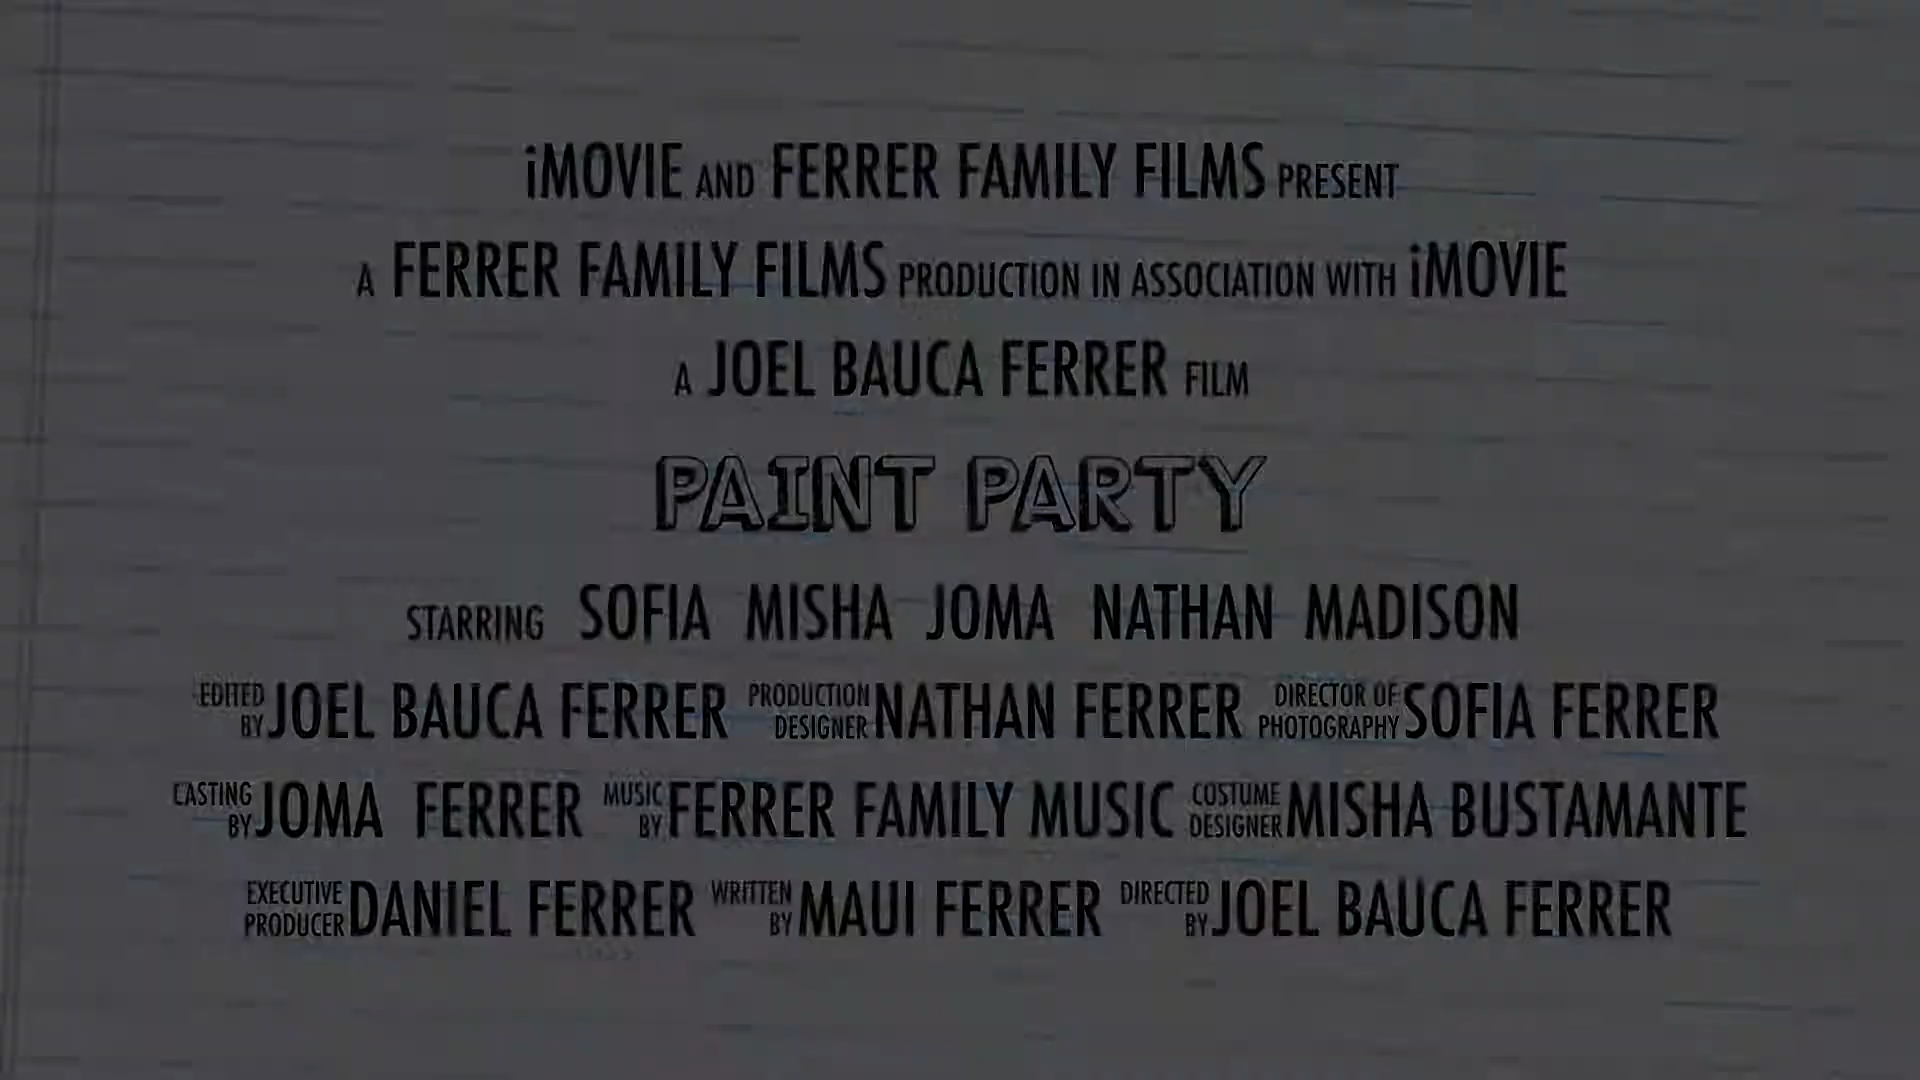 iMOVIE AND FERRER FAMILY FILMS PRESENT
A FERRER FAMILY FILMS PRODUCTION IN ASSOCIATION WITH iMOVIE
A JOEL BAUCA FERRER FILM
PAINT PARTY
STARRING SOFIA MISHA JOMA NATHAN MADISON
EDITED BY JOEL BAUCA FERRER PRODUCTION DESIGNER NATHAN FERRER DIRECTOR OF PHOTOGRAPHY SOFIA FERRER
CASTING BY JOMA FERRER MUSIC BY FERRER FAMILY MUSIC COSTUME DESIGNER MISHA BUSTAMANTE
EXECUTIVE PRODUCER DANIEL FERRER WRITTEN BY MAUI FERRER DIRECTED BY JOEL BAUCA FERRER